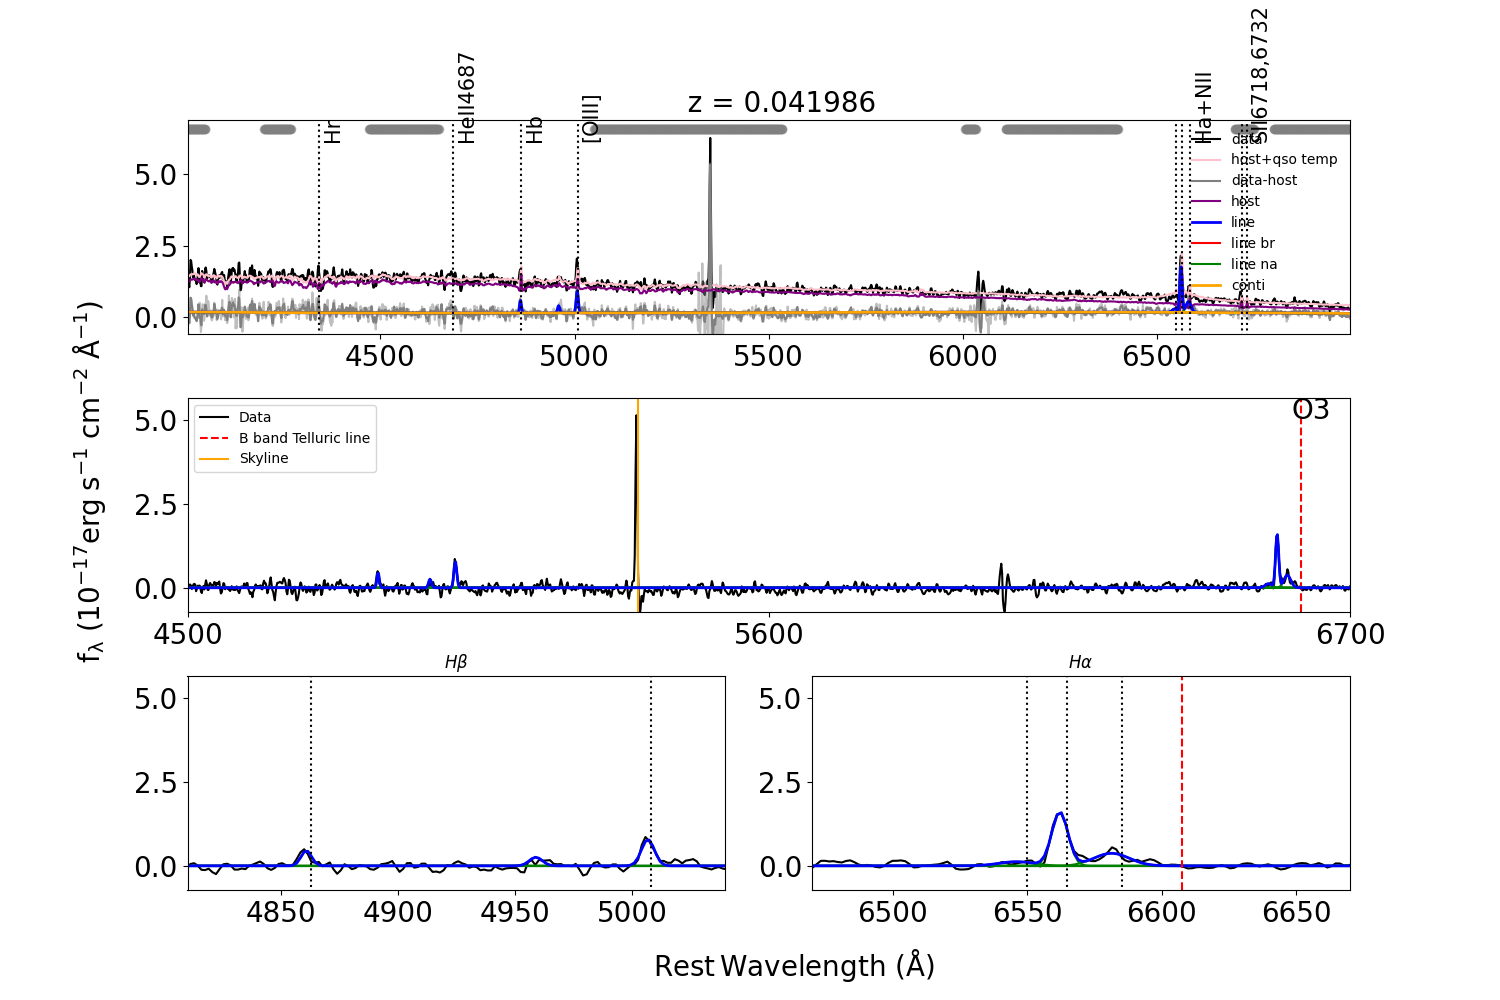 z = 0.041986
Hr
HeII4687
Hb
[OIII]
Ha+NII
SII6718,6732
data
host+qso temp
data-host
host
line
line br
line na
conti
5.0
2.5
0.0
4500
5000
5500
6000
6500
Data
B band Telluric line
Skyline
O3
5.0
2.5
0.0
4500
5600
6700
fλ (10⁻¹⁷erg s⁻¹ cm⁻² Å⁻¹)
Hβ
5.0
2.5
0.0
4850
4900
4950
5000
Hα
5.0
2.5
0.0
6500
6550
6600
6650
Rest Wavelength (Å)